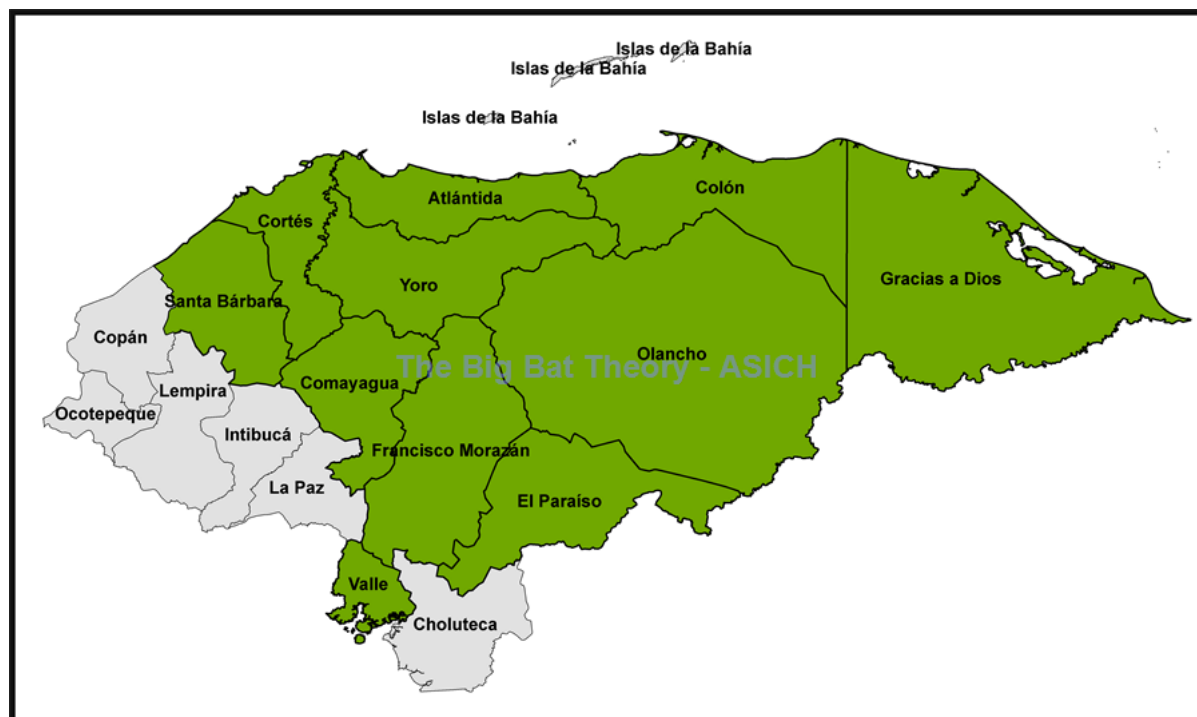 Islas de la Bahía
Islas de la Bahía
Islas de la Bahía
Atlántida
Colón
Cortés
Yoro
Gracias a Dios
Santa Bárbara
Copán
Olancho
The Big Bat Theory - ASICH
Comayagua
Lempira
Ocotepeque
Intibucá
Francisco Morazán
La Paz
El Paraíso
Valle
Choluteca